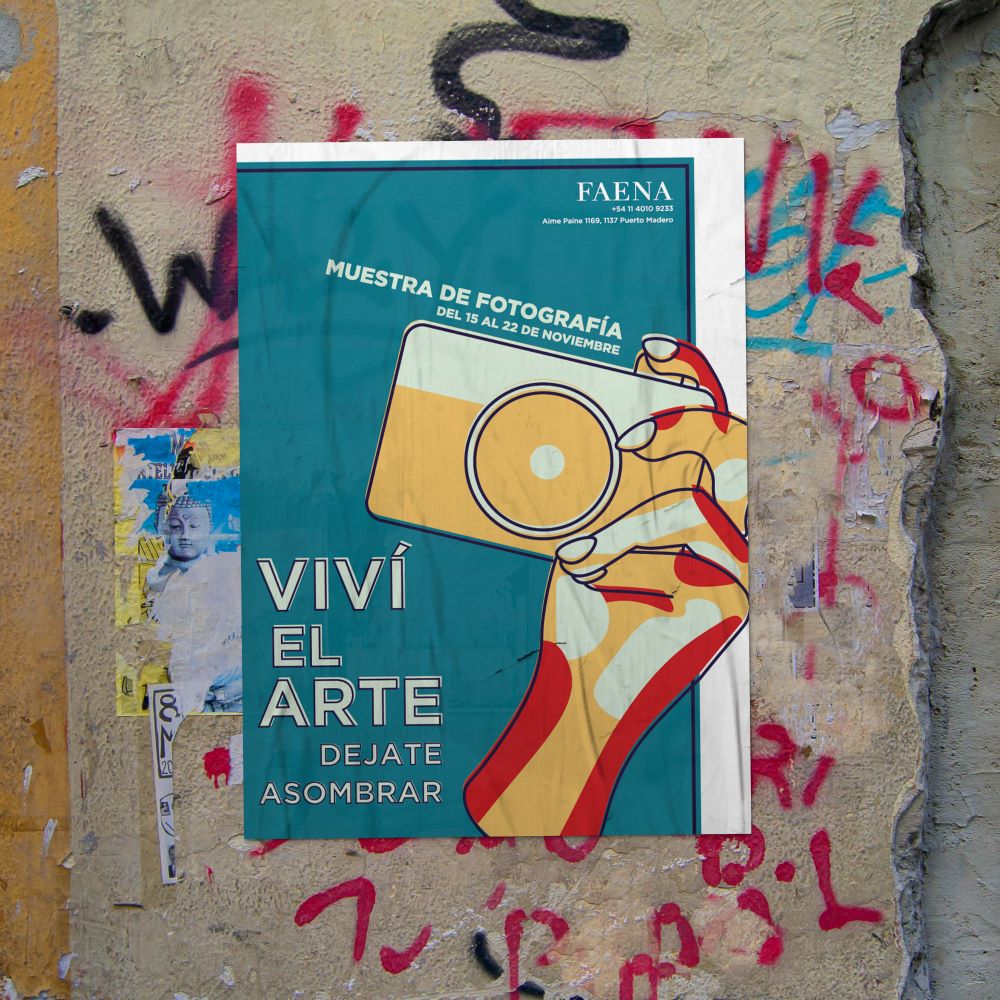 FAENA
+54 11 4010 9233
Aime Paine 1169, 1137 Puerto Madero
MUESTRA DE FOTOGRAFÍA
DEL 15 AL 22 DE NOVIEMBRE
VIVÍ
EL
ARTE
DEJATE
ASOMBRAR